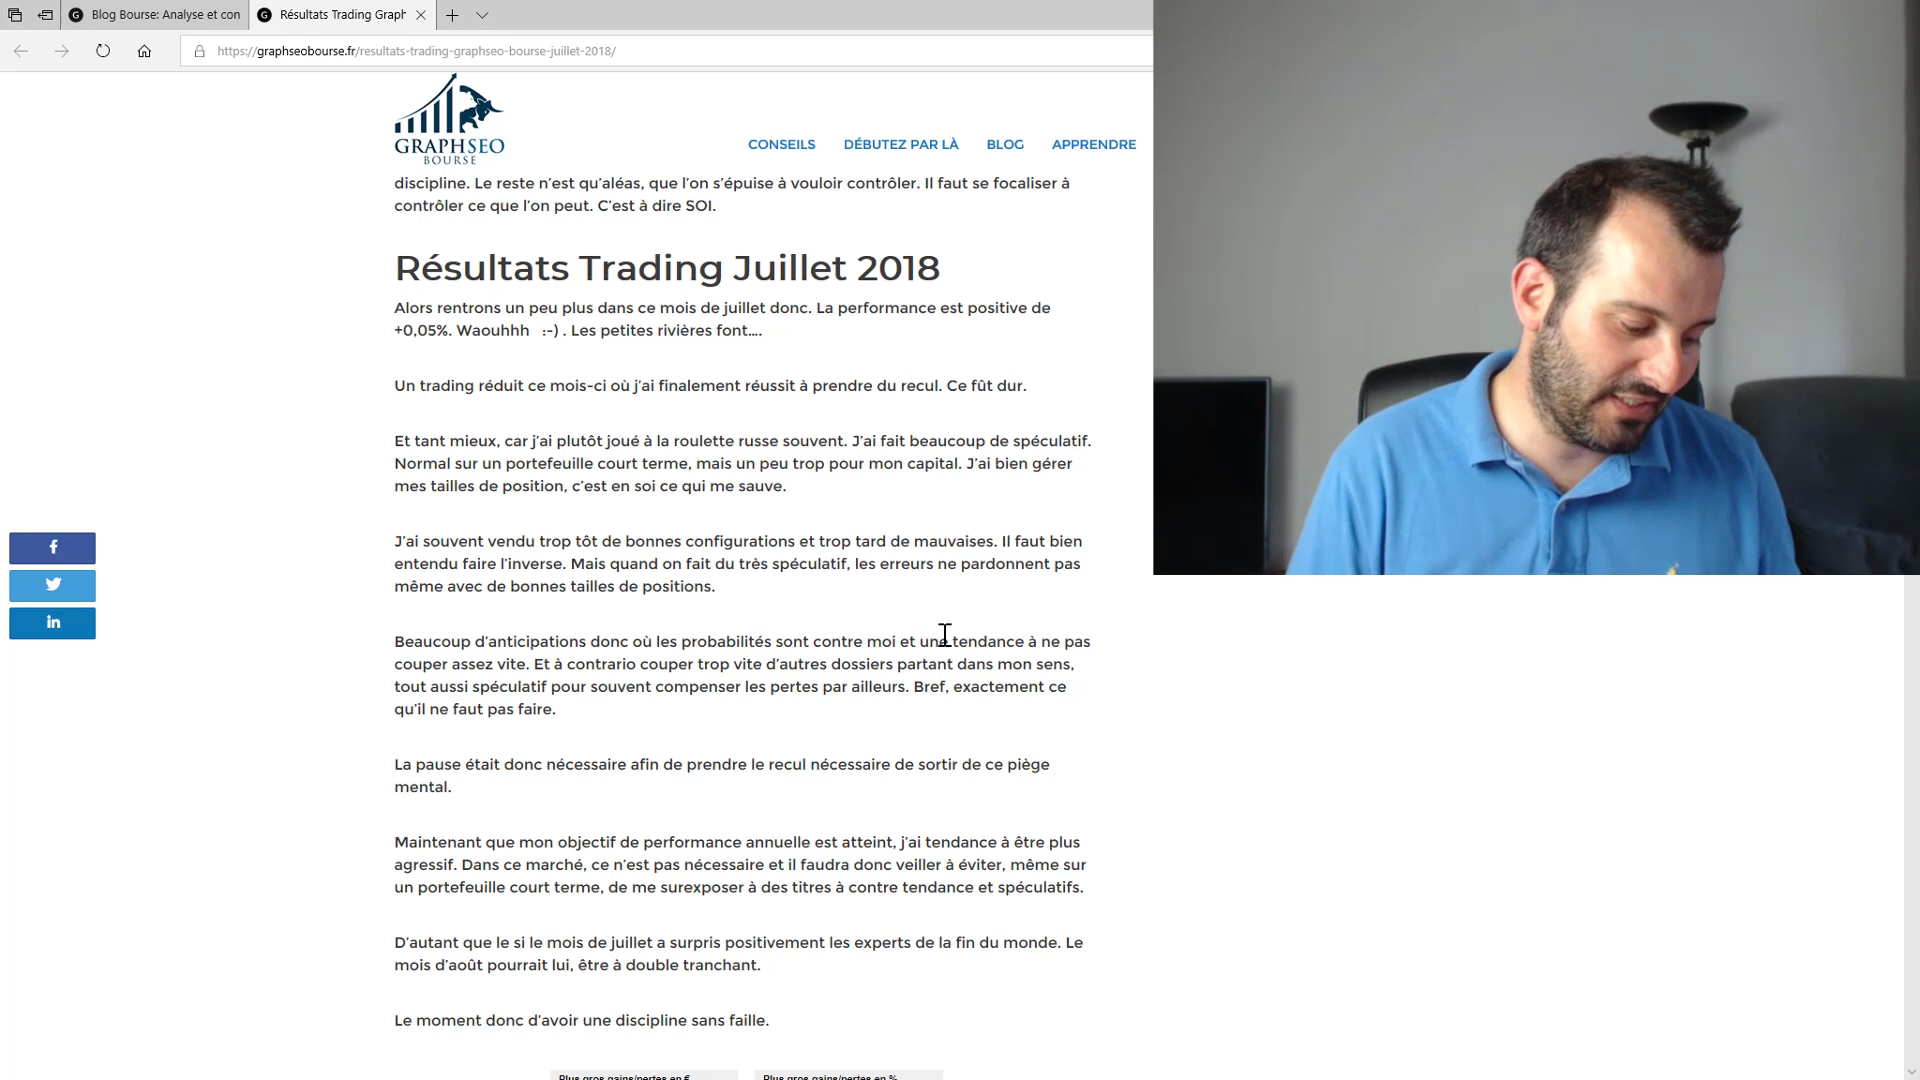 Blog Bourse: Analyse et con
Résultats Trading Graph
https://graphseobourse.fr/resultats-trading-graphseo-bourse-juillet-2018/
GRAPHSEO
BOURSE
CONSEILS DÉBUTEZ PAR LÀ BLOG APPRENDRE
discipline. Le reste n’est qu’aléas, que l’on s’épuise à vouloir contrôler. Il faut se focaliser à
contrôler ce que l’on peut. C’est à dire SOI.
Résultats Trading Juillet 2018
Alors rentrons un peu plus dans ce mois de juillet donc. La performance est positive de
+0,05%. Waouhhh :-) . Les petites rivières font….
Un trading réduit ce mois-ci où j’ai finalement réussit à prendre du recul. Ce fût dur.
Et tant mieux, car j’ai plutôt joué à la roulette russe souvent. J’ai fait beaucoup de spéculatif.
Normal sur un portefeuille court terme, mais un peu trop pour mon capital. J’ai bien gérer
mes tailles de position, c’est en soi ce qui me sauve.
J’ai souvent vendu trop tôt de bonnes configurations et trop tard de mauvaises. Il faut bien
entendu faire l’inverse. Mais quand on fait du très spéculatif, les erreurs ne pardonnent pas
même avec de bonnes tailles de positions.
Beaucoup d’anticipations donc où les probabilités sont contre moi et une tendance à ne pas
couper assez vite. Et à contrario couper trop vite d’autres dossiers partant dans mon sens,
tout aussi spéculatif pour souvent compenser les pertes par ailleurs. Bref, exactement ce
qu’il ne faut pas faire.
La pause était donc nécessaire afin de prendre le recul nécessaire de sortir de ce piège
mental.
Maintenant que mon objectif de performance annuelle est atteint, j’ai tendance à être plus
agressif. Dans ce marché, ce n’est pas nécessaire et il faudra donc veiller à éviter, même sur
un portefeuille court terme, de me surexposer à des titres à contre tendance et spéculatifs.
D’autant que le si le mois de juillet a surpris positivement les experts de la fin du monde. Le
mois d’août pourrait lui, être à double tranchant.
Le moment donc d’avoir une discipline sans faille.
Plus gros gains/pertes en € Plus gros gains/pertes en %